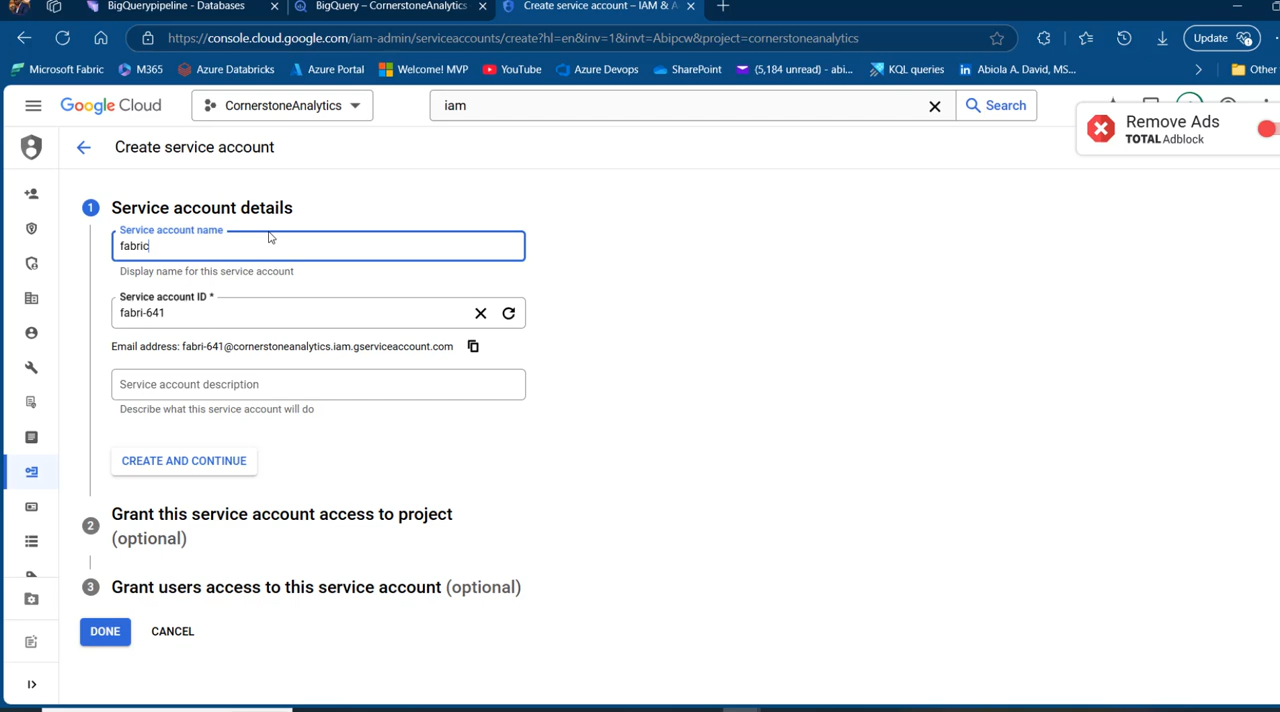 BigQuerypipeline - Databases
BigQuery – CornerstoneAnalytics
Create service account – IAM & A
https://console.cloud.google.com/iam-admin/serviceaccounts/create?hl=en&inv=1&invt=Abipcw&project=cornerstoneanalytics
Update
Microsoft Fabric
M365
Azure Databricks
Azure Portal
Welcome! MVP
YouTube
Azure Devops
SharePoint
(5,184 unread) - abi...
KQL queries
Abiola A. David, MS...
Other
Google Cloud
CornerstoneAnalytics
iam
Search
Remove Ads
TOTAL Adblock
Create service account
1 Service account details
Service account name
fabric
Display name for this service account
Service account ID *
fabri-641
Email address: fabri-641@cornerstoneanalytics.iam.gserviceaccount.com
Service account description
Describe what this service account will do
CREATE AND CONTINUE
2 Grant this service account access to project
(optional)
3 Grant users access to this service account (optional)
DONE
CANCEL